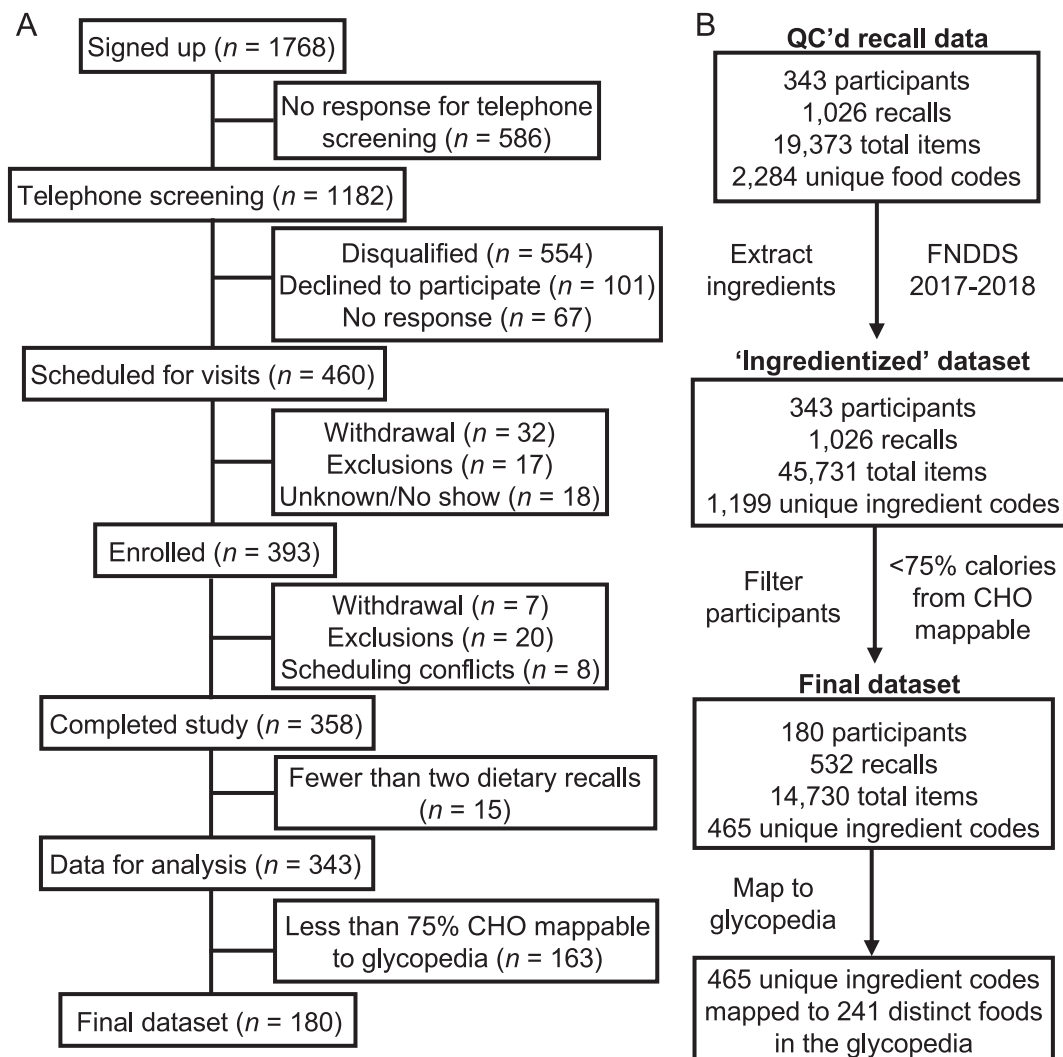 A
Signed up (n = 1768)
No response for telephone
screening (n = 586)
Telephone screening (n = 1182)
Disqualified (n = 554)
Declined to participate (n = 101)
No response (n = 67)
Scheduled for visits (n = 460)
Withdrawal (n = 32)
Exclusions (n = 17)
Unknown/No show (n = 18)
Enrolled (n = 393)
Withdrawal (n = 7)
Exclusions (n = 20)
Scheduling conflicts (n = 8)
Completed study (n = 358)
Fewer than two dietary recalls
(n = 15)
Data for analysis (n = 343)
Less than 75% CHO mappable
to glycopedia (n = 163)
Final dataset (n = 180)
B
QC’d recall data
343 participants
1,026 recalls
19,373 total items
2,284 unique food codes
Extract
ingredients
FNDDS
2017-2018
‘Ingredientized’ dataset
343 participants
1,026 recalls
45,731 total items
1,199 unique ingredient codes
Filter
participants
<75% calories
from CHO
mappable
Final dataset
180 participants
532 recalls
14,730 total items
465 unique ingredient codes
Map to
glycopedia
465 unique ingredient codes
mapped to 241 distinct foods
in the glycopedia